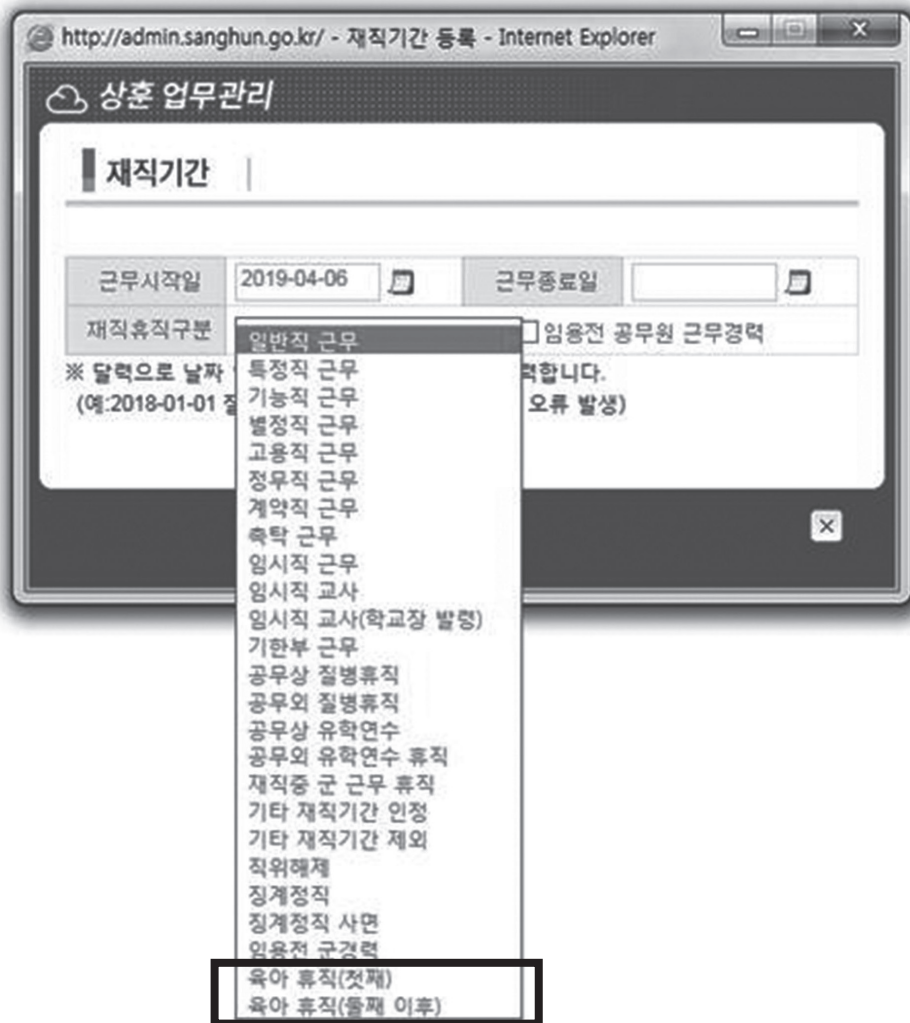 http://admin.sanghun.go.kr/ - 재직기간 등록 - Internet Explorer
상훈 업무관리
재직기간
근무시작일 2019-04-06 근무종료일
재직휴직구분 임용전 공무원 근무경력
※ 달력으로 날짜 력합니다.
(예:2018-01-01 오류 발생)
일반직 근무
특정직 근무
기능직 근무
별정직 근무
고용직 근무
정무직 근무
계약직 근무
촉탁 근무
임시직 근무
임시직 교사
임시직 교사(학교장 발령)
기한부 근무
공무상 질병휴직
공무외 질병휴직
공무상 유학연수
공무외 유학연수 휴직
재직중 군 근무 휴직
기타 재직기간 인정
기타 재직기간 제외
직위해제
징계정직
징계정직 사면
임용전 군경력
육아 휴직(첫째)
육아 휴직(둘째 이후)